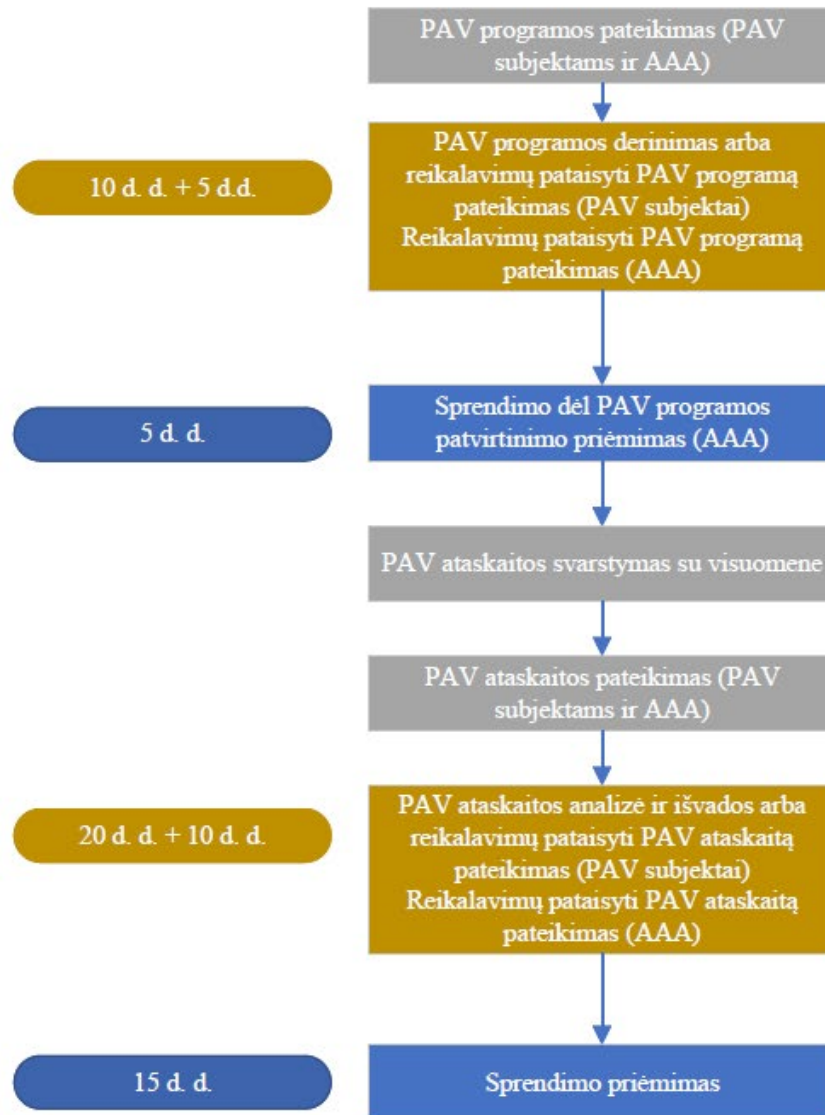 PAV programos pateikimas (PAV
subjektams ir AAA)
10 d. d. + 5 d.d.
PAV programos derinimas arba
reikalavimų pataisyti PAV programą
pateikimas (PAV subjektai)
Reikalavimų pataisyti PAV programą
pateikimas (AAA)
5 d. d.
Sprendimo dėl PAV programos
patvirtinimo priėmimas (AAA)
PAV ataskaitos svarstymas su visuomene
PAV ataskaitos pateikimas (PAV
subjektams ir AAA)
20 d. d. + 10 d. d.
PAV ataskaitos analizė ir išvados arba
reikalavimų pataisyti PAV ataskaitą
pateikimas (PAV subjektai)
Reikalavimų pataisyti PAV ataskaitą
pateikimas (AAA)
15 d. d.
Sprendimo priėmimas